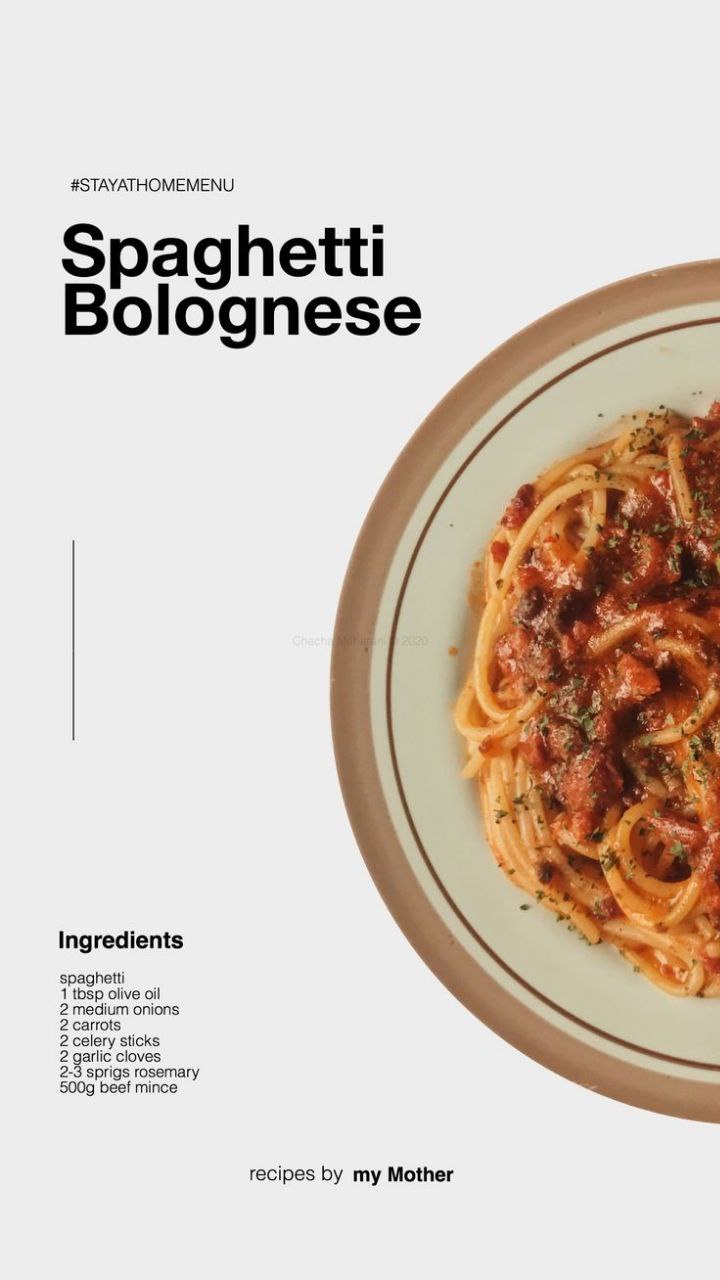 #STAYATHOMEMENU
Spaghetti
Bolognese
Chacha Maharani © 2020
Ingredients
spaghetti
1 tbsp olive oil
2 medium onions
2 carrots
2 celery sticks
2 garlic cloves
2-3 sprigs rosemary
500g beef mince
recipes by my Mother